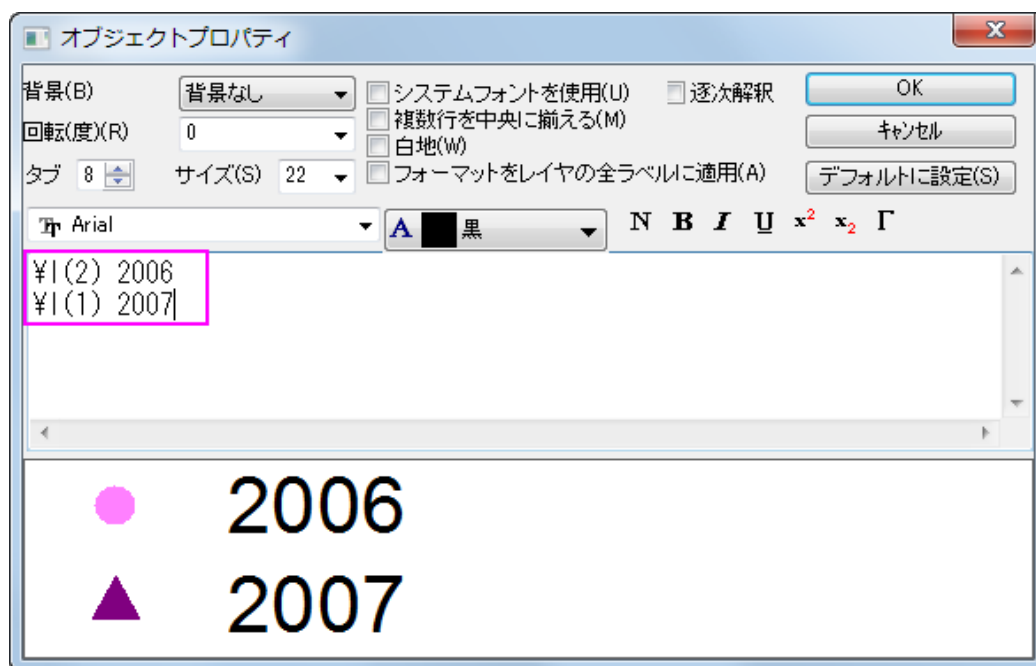 オブジェクトプロパティ
x
背景(B) 背景なし システムフォントを使用(U) 逐次解釈 OK
回転(度)(R) 0 複数行を中央に揃える(M) キャンセル
白地(W)
タブ 8 サイズ(S) 22 フォーマットをレイヤの全ラベルに適用(A) デフォルトに設定(S)
Arial A 黒 N B I U x² x₂ Γ
¥l(2) 2006
¥l(1) 2007
2006
2007